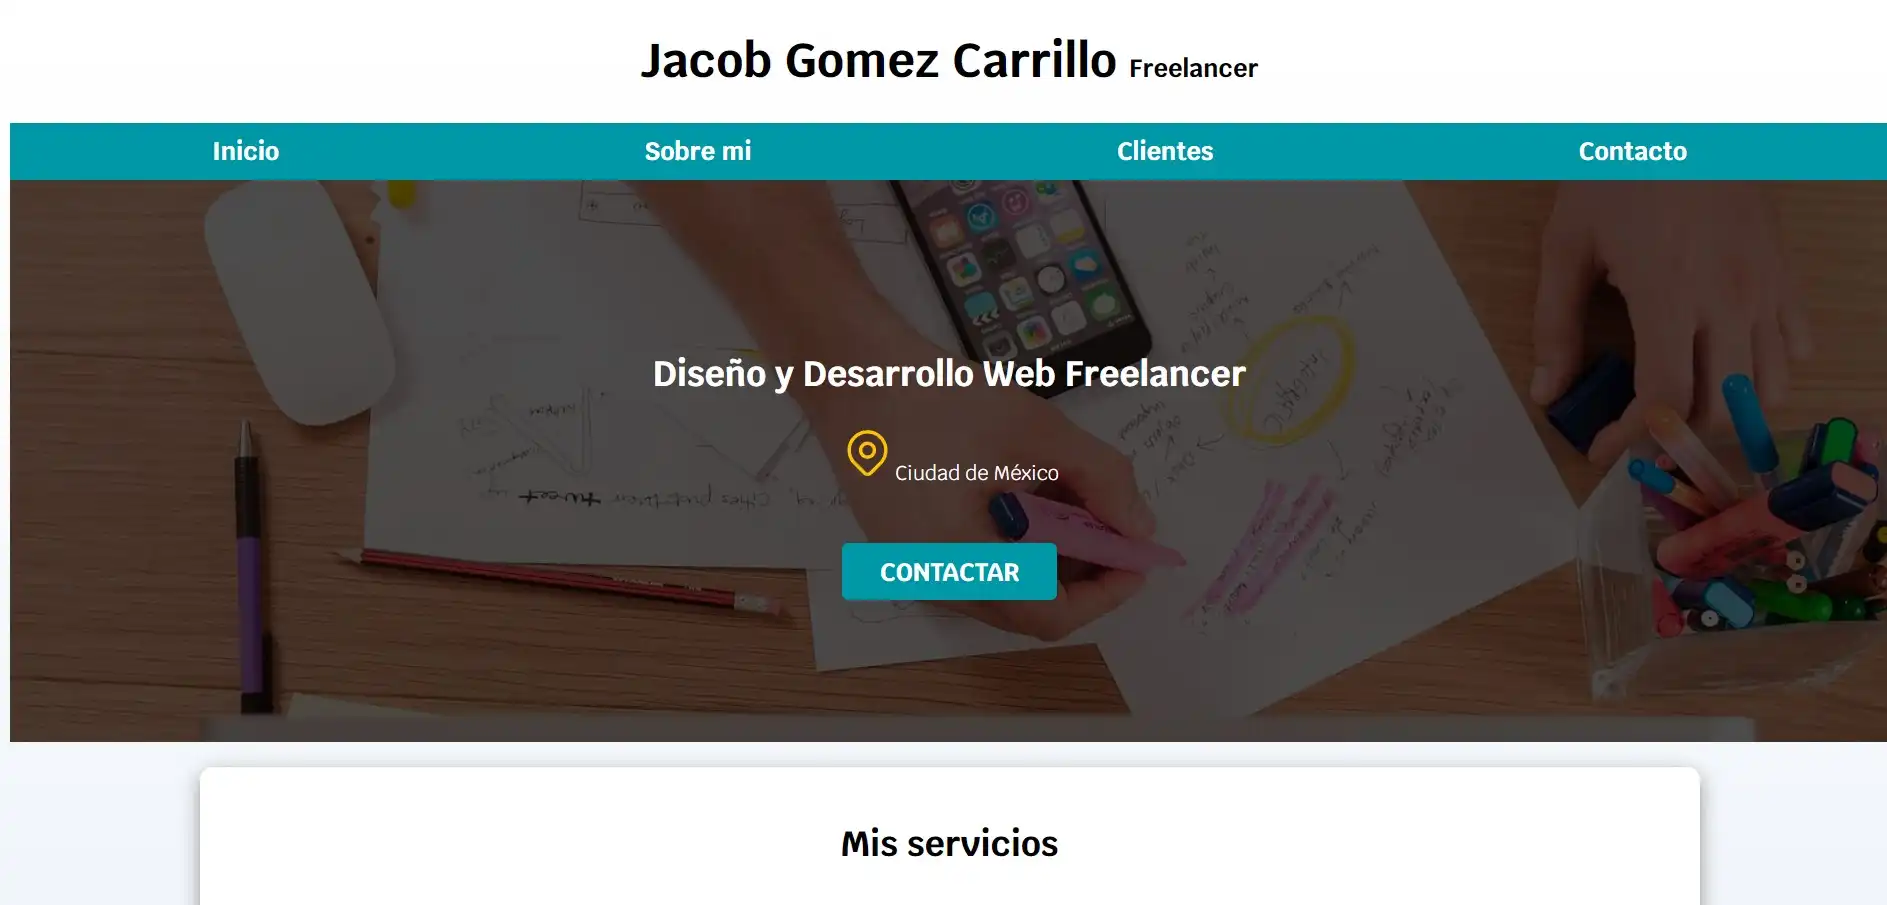 Jacob Gomez Carrillo Freelancer
Inicio Sobre mi Clientes Contacto
Diseño y Desarrollo Web Freelancer
Ciudad de México
CONTACTAR
Mis servicios